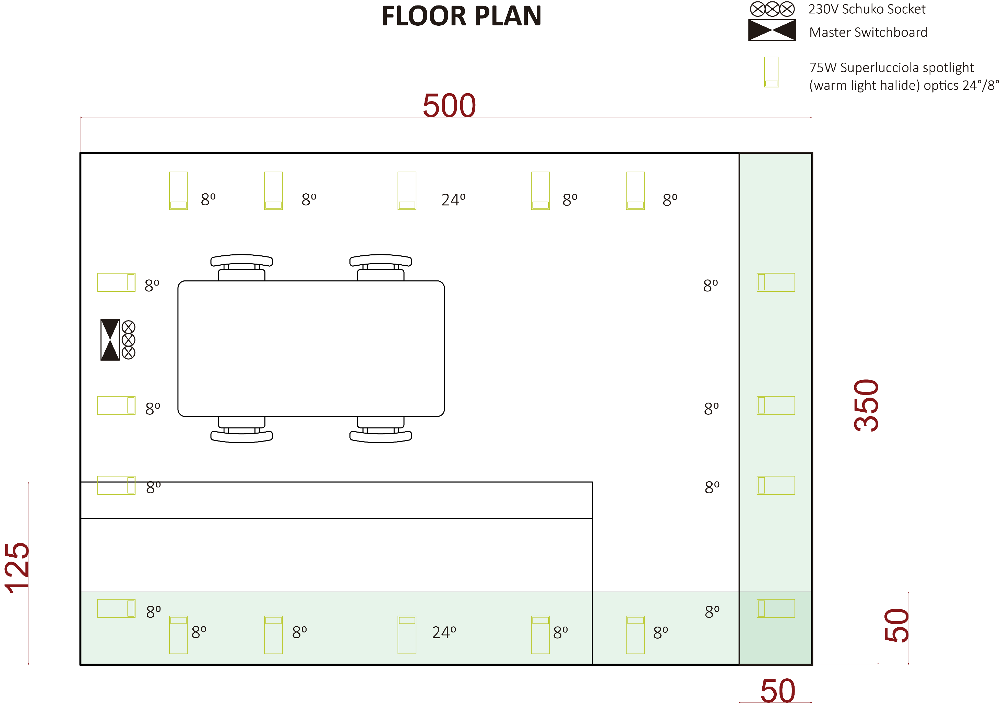 FLOOR PLAN
230V Schuko Socket
Master Switchboard
75W Superlucciola spotlight
(warm light halide) optics 24°/8°
500
8º 8º 24º 8º 8º
8º 8º
8º 8º
350
8º 8º
125
8º 8º
8º 8º 24º 8º 8º
50
50